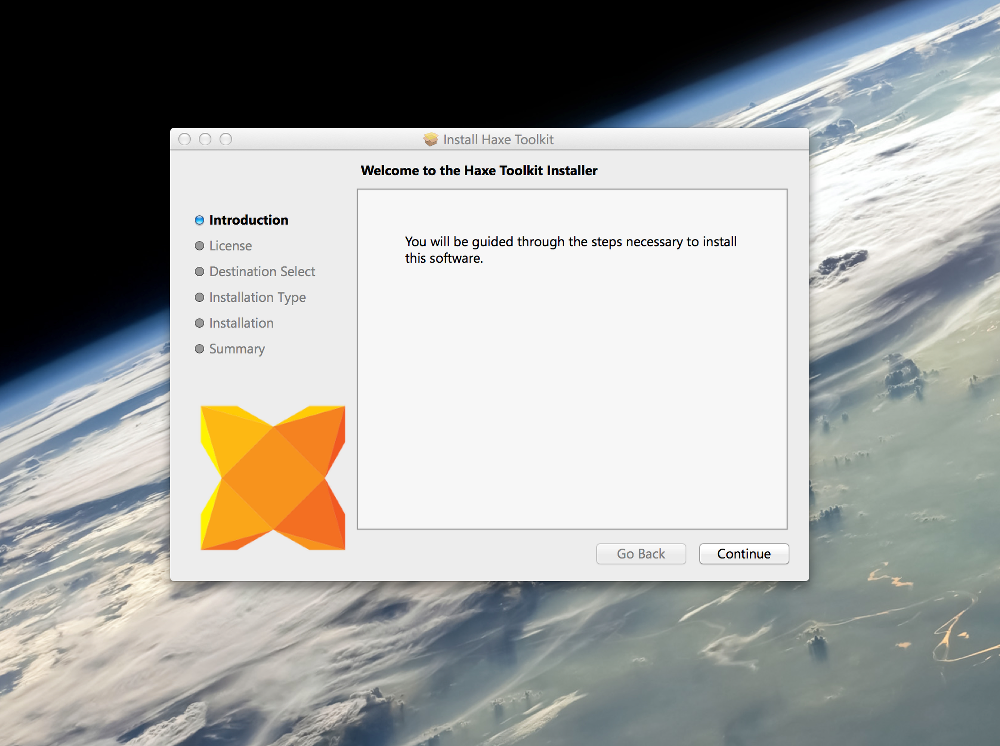 Install Haxe Toolkit
Welcome to the Haxe Toolkit Installer
Introduction
License
Destination Select
Installation Type
Installation
Summary
You will be guided through the steps necessary to install
this software.
Go Back
Continue